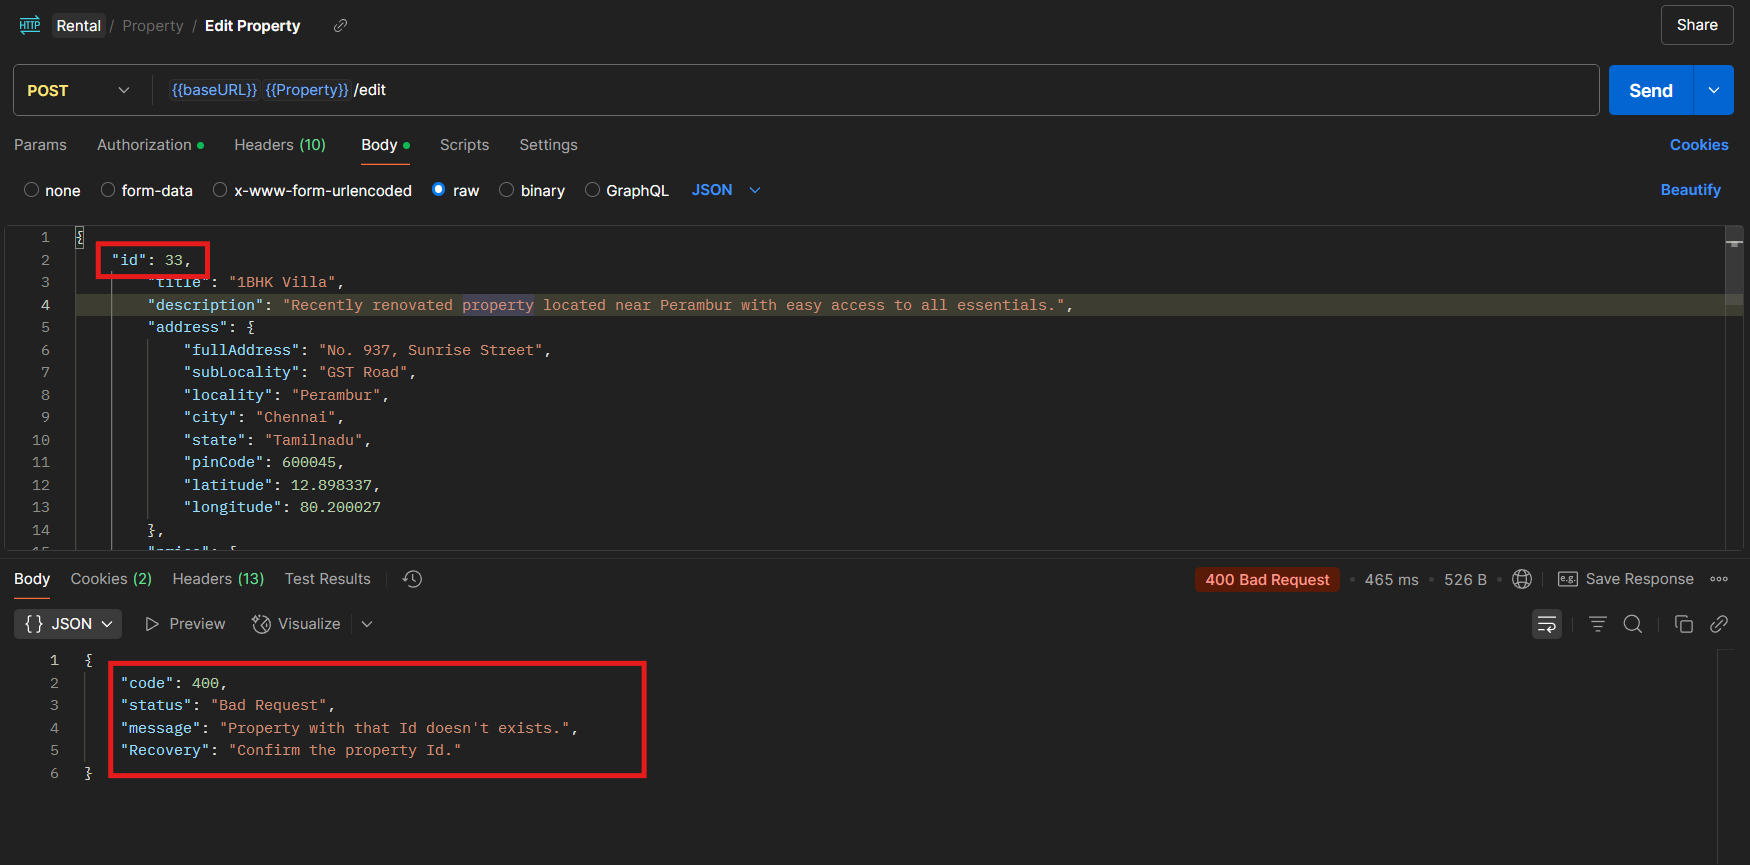 HTTP Rental / Property / Edit Property
Share
POST {{baseURL}} {{Property}} /edit
Send
Params Authorization Headers (10) Body Scripts Settings Cookies
none form-data x-www-form-urlencoded raw binary GraphQL JSON Beautify
1 {
2 "id": 33,
3 "title": "1BHK Villa",
4 "description": "Recently renovated property located near Perambur with easy access to all essentials.",
5 "address": {
6 "fullAddress": "No. 937, Sunrise Street",
7 "subLocality": "GST Road",
8 "locality": "Perambur",
9 "city": "Chennai",
10 "state": "Tamilnadu",
11 "pinCode": 600045,
12 "latitude": 12.898337,
13 "longitude": 80.200027
14 },
15 "price": {
Body Cookies (2) Headers (13) Test Results 400 Bad Request • 465 ms • 526 B • e.g. Save Response
{} JSON Preview Visualize
1 {
2 "code": 400,
3 "status": "Bad Request",
4 "message": "Property with that Id doesn't exists.",
5 "Recovery": "Confirm the property Id."
6 }